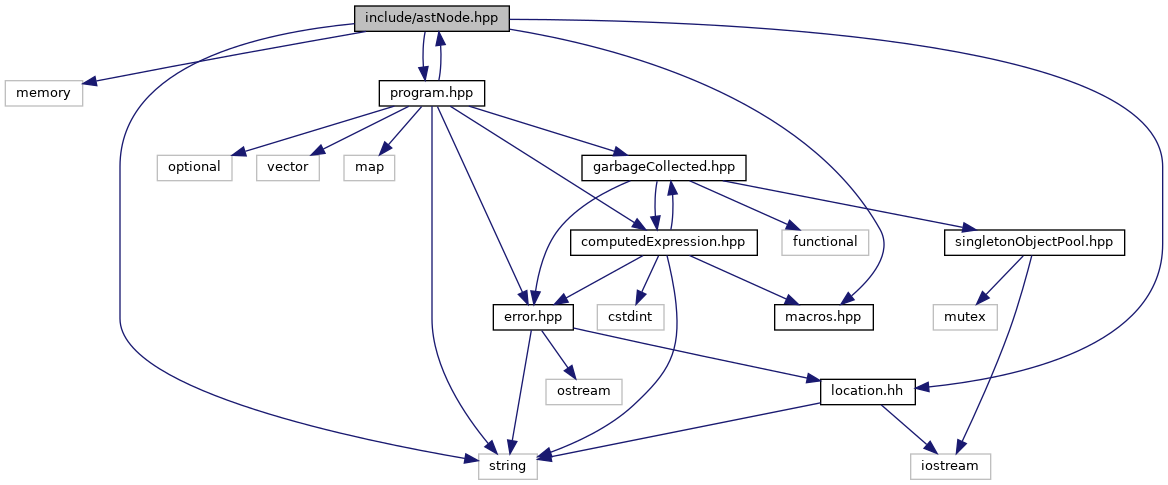 include/astNode.hpp
memory
program.hpp
optional
vector
map
garbageCollected.hpp
computedExpression.hpp
functional
singletonObjectPool.hpp
error.hpp
cstdint
macros.hpp
mutex
ostream
location.hh
string
iostream